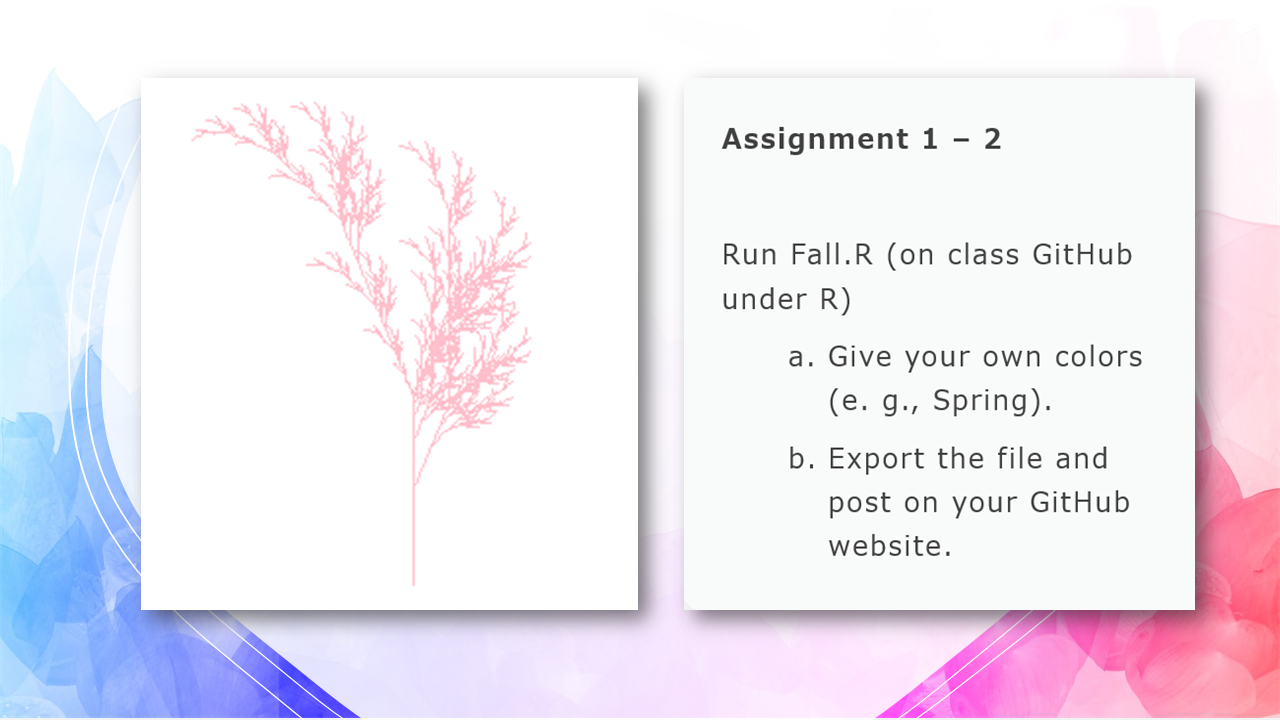 Assignment 1 – 2
Run Fall.R (on class GitHub
under R)
a. Give your own colors
(e. g., Spring).
b. Export the file and
post on your GitHub
website.